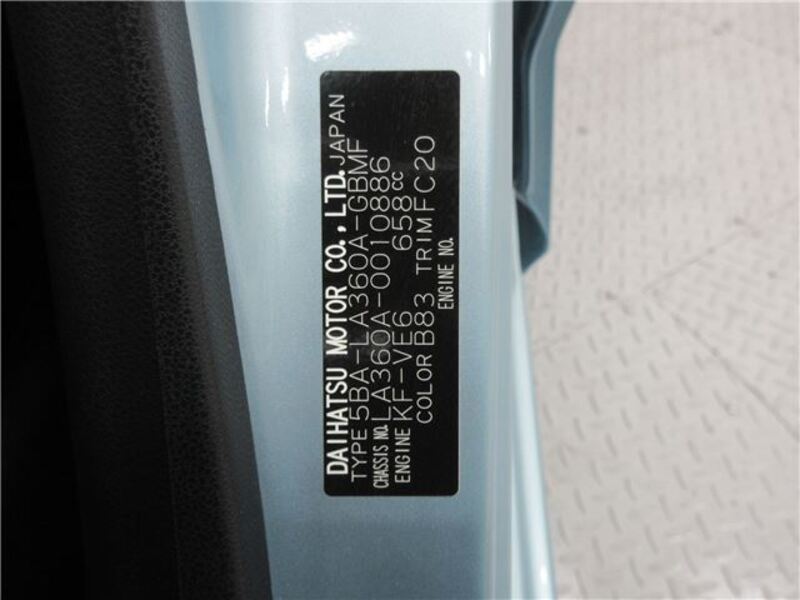 DAIHATSU MOTOR CO., LTD. JAPAN
TYPE 5BA-LA360A-GBMF
CHASSIS NO. LA360A-0010886
ENGINE KF-VE6 658cc
COLOR B83 TRIM FC20
ENGINE NO.